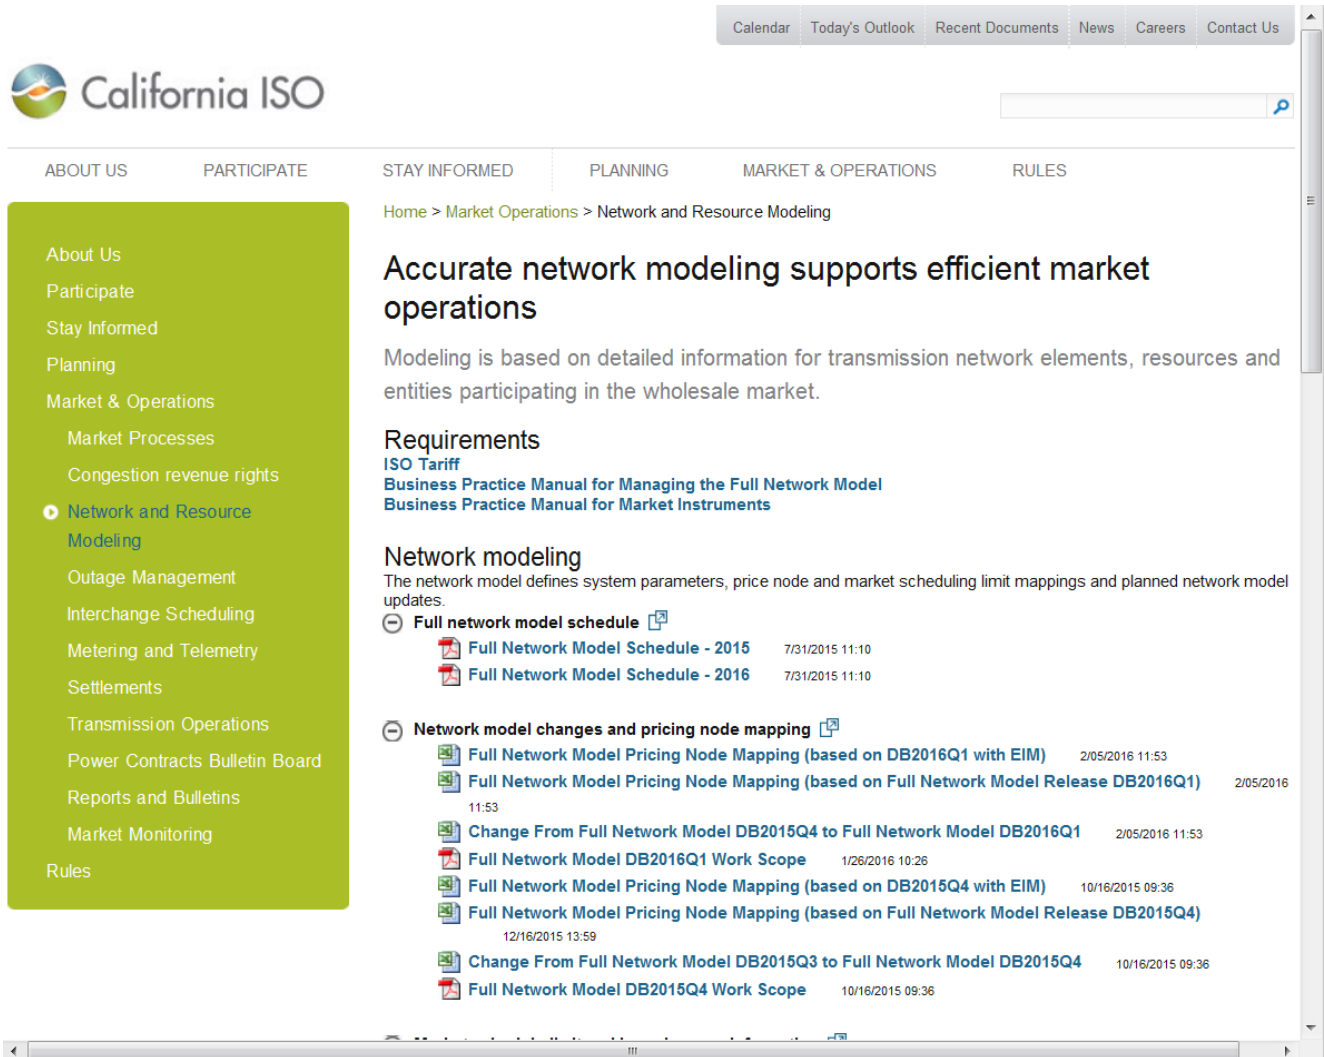 Calendar Today's Outlook Recent Documents News Careers Contact Us
California ISO
ABOUT US PARTICIPATE STAY INFORMED PLANNING MARKET & OPERATIONS RULES
About Us
Participate
Stay Informed
Planning
Market & Operations
Market Processes
Congestion revenue rights
Network and Resource
Modeling
Outage Management
Interchange Scheduling
Metering and Telemetry
Settlements
Transmission Operations
Power Contracts Bulletin Board
Reports and Bulletins
Market Monitoring
Rules
Home > Market Operations > Network and Resource Modeling
Accurate network modeling supports efficient market
operations
Modeling is based on detailed information for transmission network elements, resources and
entities participating in the wholesale market.
Requirements
ISO Tariff
Business Practice Manual for Managing the Full Network Model
Business Practice Manual for Market Instruments
Network modeling
The network model defines system parameters, price node and market scheduling limit mappings and planned network model
updates.
Full network model schedule
Full Network Model Schedule - 2015 7/31/2015 11:10
Full Network Model Schedule - 2016 7/31/2015 11:10
Network model changes and pricing node mapping
Full Network Model Pricing Node Mapping (based on DB2016Q1 with EIM) 2/05/2016 11:53
Full Network Model Pricing Node Mapping (based on Full Network Model Release DB2016Q1) 2/05/2016
11:53
Change From Full Network Model DB2015Q4 to Full Network Model DB2016Q1 2/05/2016 11:53
Full Network Model DB2016Q1 Work Scope 1/26/2016 10:26
Full Network Model Pricing Node Mapping (based on DB2015Q4 with EIM) 10/16/2015 09:36
Full Network Model Pricing Node Mapping (based on Full Network Model Release DB2015Q4)
12/16/2015 13:59
Change From Full Network Model DB2015Q3 to Full Network Model DB2015Q4 10/16/2015 09:36
Full Network Model DB2015Q4 Work Scope 10/16/2015 09:36